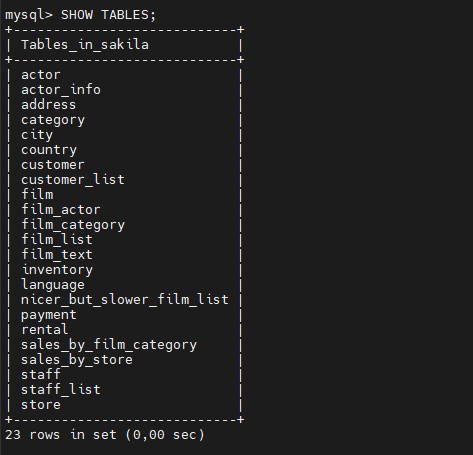 mysql> SHOW TABLES;
+----------------------------+
| Tables_in_sakila           |
+----------------------------+
| actor                      |
| actor_info                 |
| address                    |
| category                   |
| city                       |
| country                    |
| customer                   |
| customer_list              |
| film                       |
| film_actor                 |
| film_category              |
| film_list                  |
| film_text                  |
| inventory                  |
| language                   |
| nicer_but_slower_film_list |
| payment                    |
| rental                     |
| sales_by_film_category     |
| sales_by_store             |
| staff                      |
| staff_list                 |
| store                      |
+----------------------------+
23 rows in set (0,00 sec)